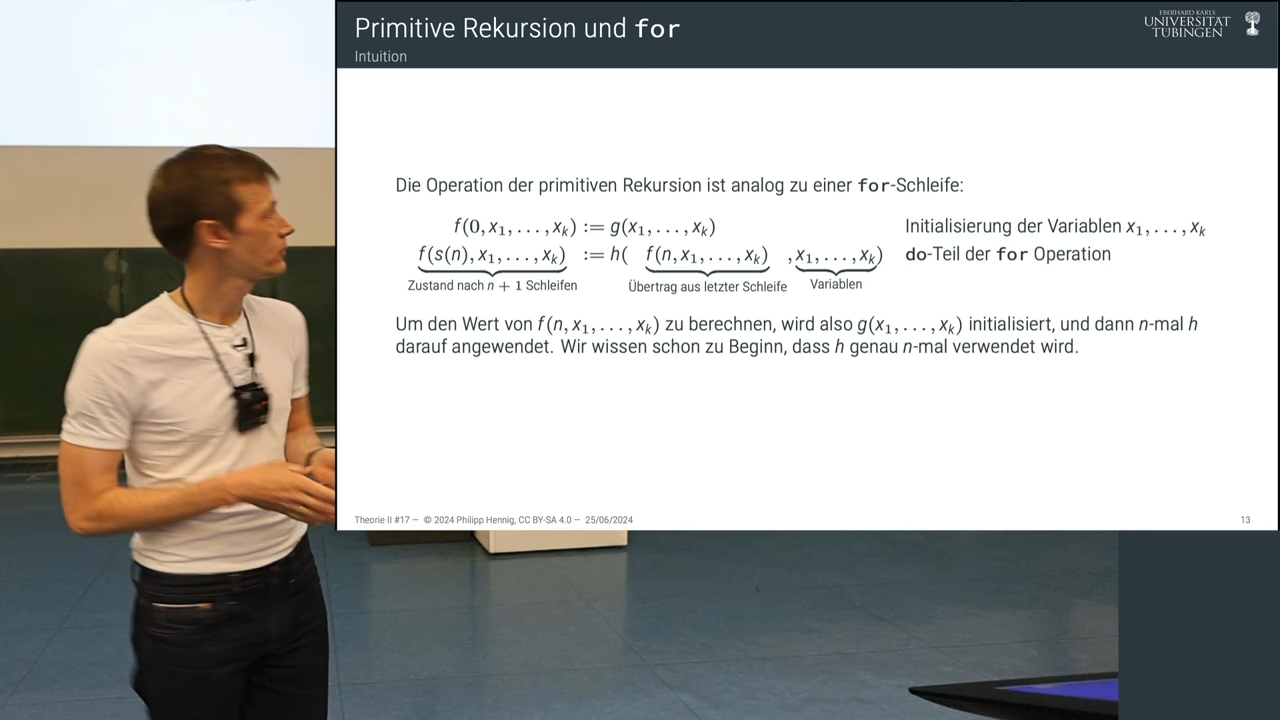 Primitive Rekursion und for
Intuition
EBERHARD KARLS
UNIVERSITAT
TUBINGEN
Die Operation der primitiven Rekursion ist analog zu einer for-Schleife:
f(0, x₁, . . . , xₖ) := g(x₁, . . . , xₖ) Initialisierung der Variablen x₁, . . . , xₖ
f(s(n), x₁, . . . , xₖ) := h( f(n, x₁, . . . , xₖ) , x₁, . . . , xₖ) do-Teil der for Operation
Zustand nach n + 1 Schleifen Übertrag aus letzter Schleife Variablen
Um den Wert von f(n, x₁, . . . , xₖ) zu berechnen, wird also g(x₁, . . . , xₖ) initialisiert, und dann n-mal h
darauf angewendet. Wir wissen schon zu Beginn, dass h genau n-mal verwendet wird.
Theorie II #17 — © 2024 Philipp Hennig, CC BY-SA 4.0 — 25/06/2024 13